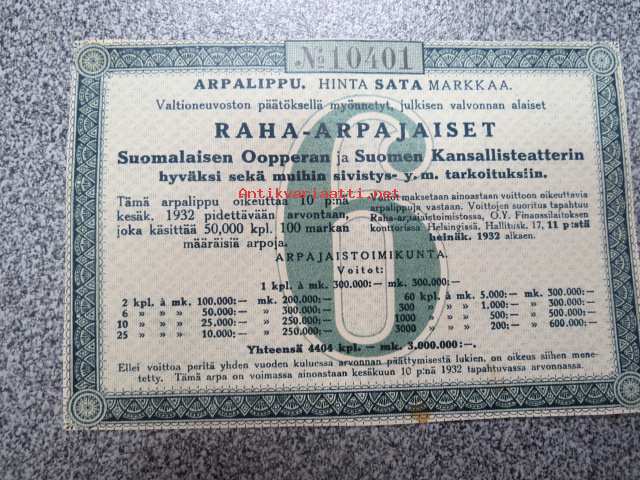 № 10401
ARPALIPPU. HINTA SATA MARKKAA.
Valtioneuvoston päätöksellä myönnetyt, julkisen valvonnan alaiset
RAHA-ARPAJAISET
Suomalaisen Oopperan ja Suomen Kansallisteatterin
hyväksi sekä muihin sivistys- y. m. tarkoituksiin.
Antikvariaatti.net
Tämä arpalippu oikeuttaa 10 p:nä
kesäk. 1932 pidettävään arvontaan,
joka käsittää 50,000 kpl. 100 markan
määräisiä arpoja.
maksetaan ainoastaan voittoon oikeuttavia
arpalippuja vastaan. Voittojen suoritus tapahtuu
Raha-arpajaistoimistossa, O.Y. Finanssilaitoksen
konttorissa Helsingissä, Hallitusk. 17, 11 p:stä
heinäk. 1932 alkaen.
6
ARPAJAISTOIMIKUNTA.
Voitot:
1 kpl. à mk. 300.000:— mk. 300.000:—
2 kpl. à mk. 100.000:— mk. 200.000:— 60 kpl. à mk. 5.000:— mk. 300.000:—
6 » » » 50.000:— » 300.000:— 300 » » » 1.000:— » 300.000:—
10 » » » 25.000:— » 250.000:— 1000 » » » 500:— » 500.000:—
25 » » » 10.000:— » 250.000:— 3000 » » » 200:— » 600.000:—
Yhteensä 4404 kpl. — mk. 3.000.000:—
Ellei voittoa peritä yhden vuoden kuluessa arvonnan päättymisestä lukien, on oikeus siihen mene-
tetty. Tämä arpa on voimassa ainoastaan kesäkuun 10 p:nä 1932 tapahtuvassa arvonnassa.